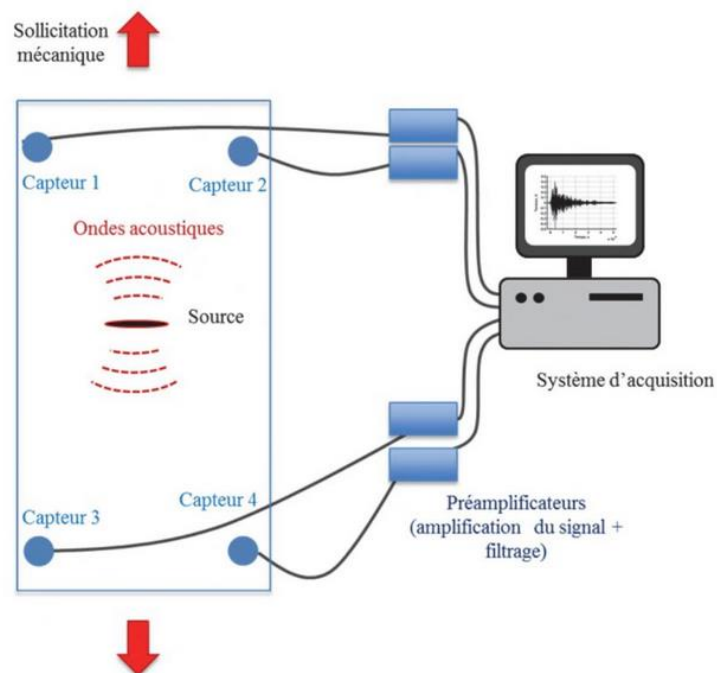 Sollicitation
mécanique
Capteur 1
Capteur 2
Ondes acoustiques
Source
Système d’acquisition
Capteur 3
Capteur 4
Préamplificateurs
(amplification du signal +
filtrage)